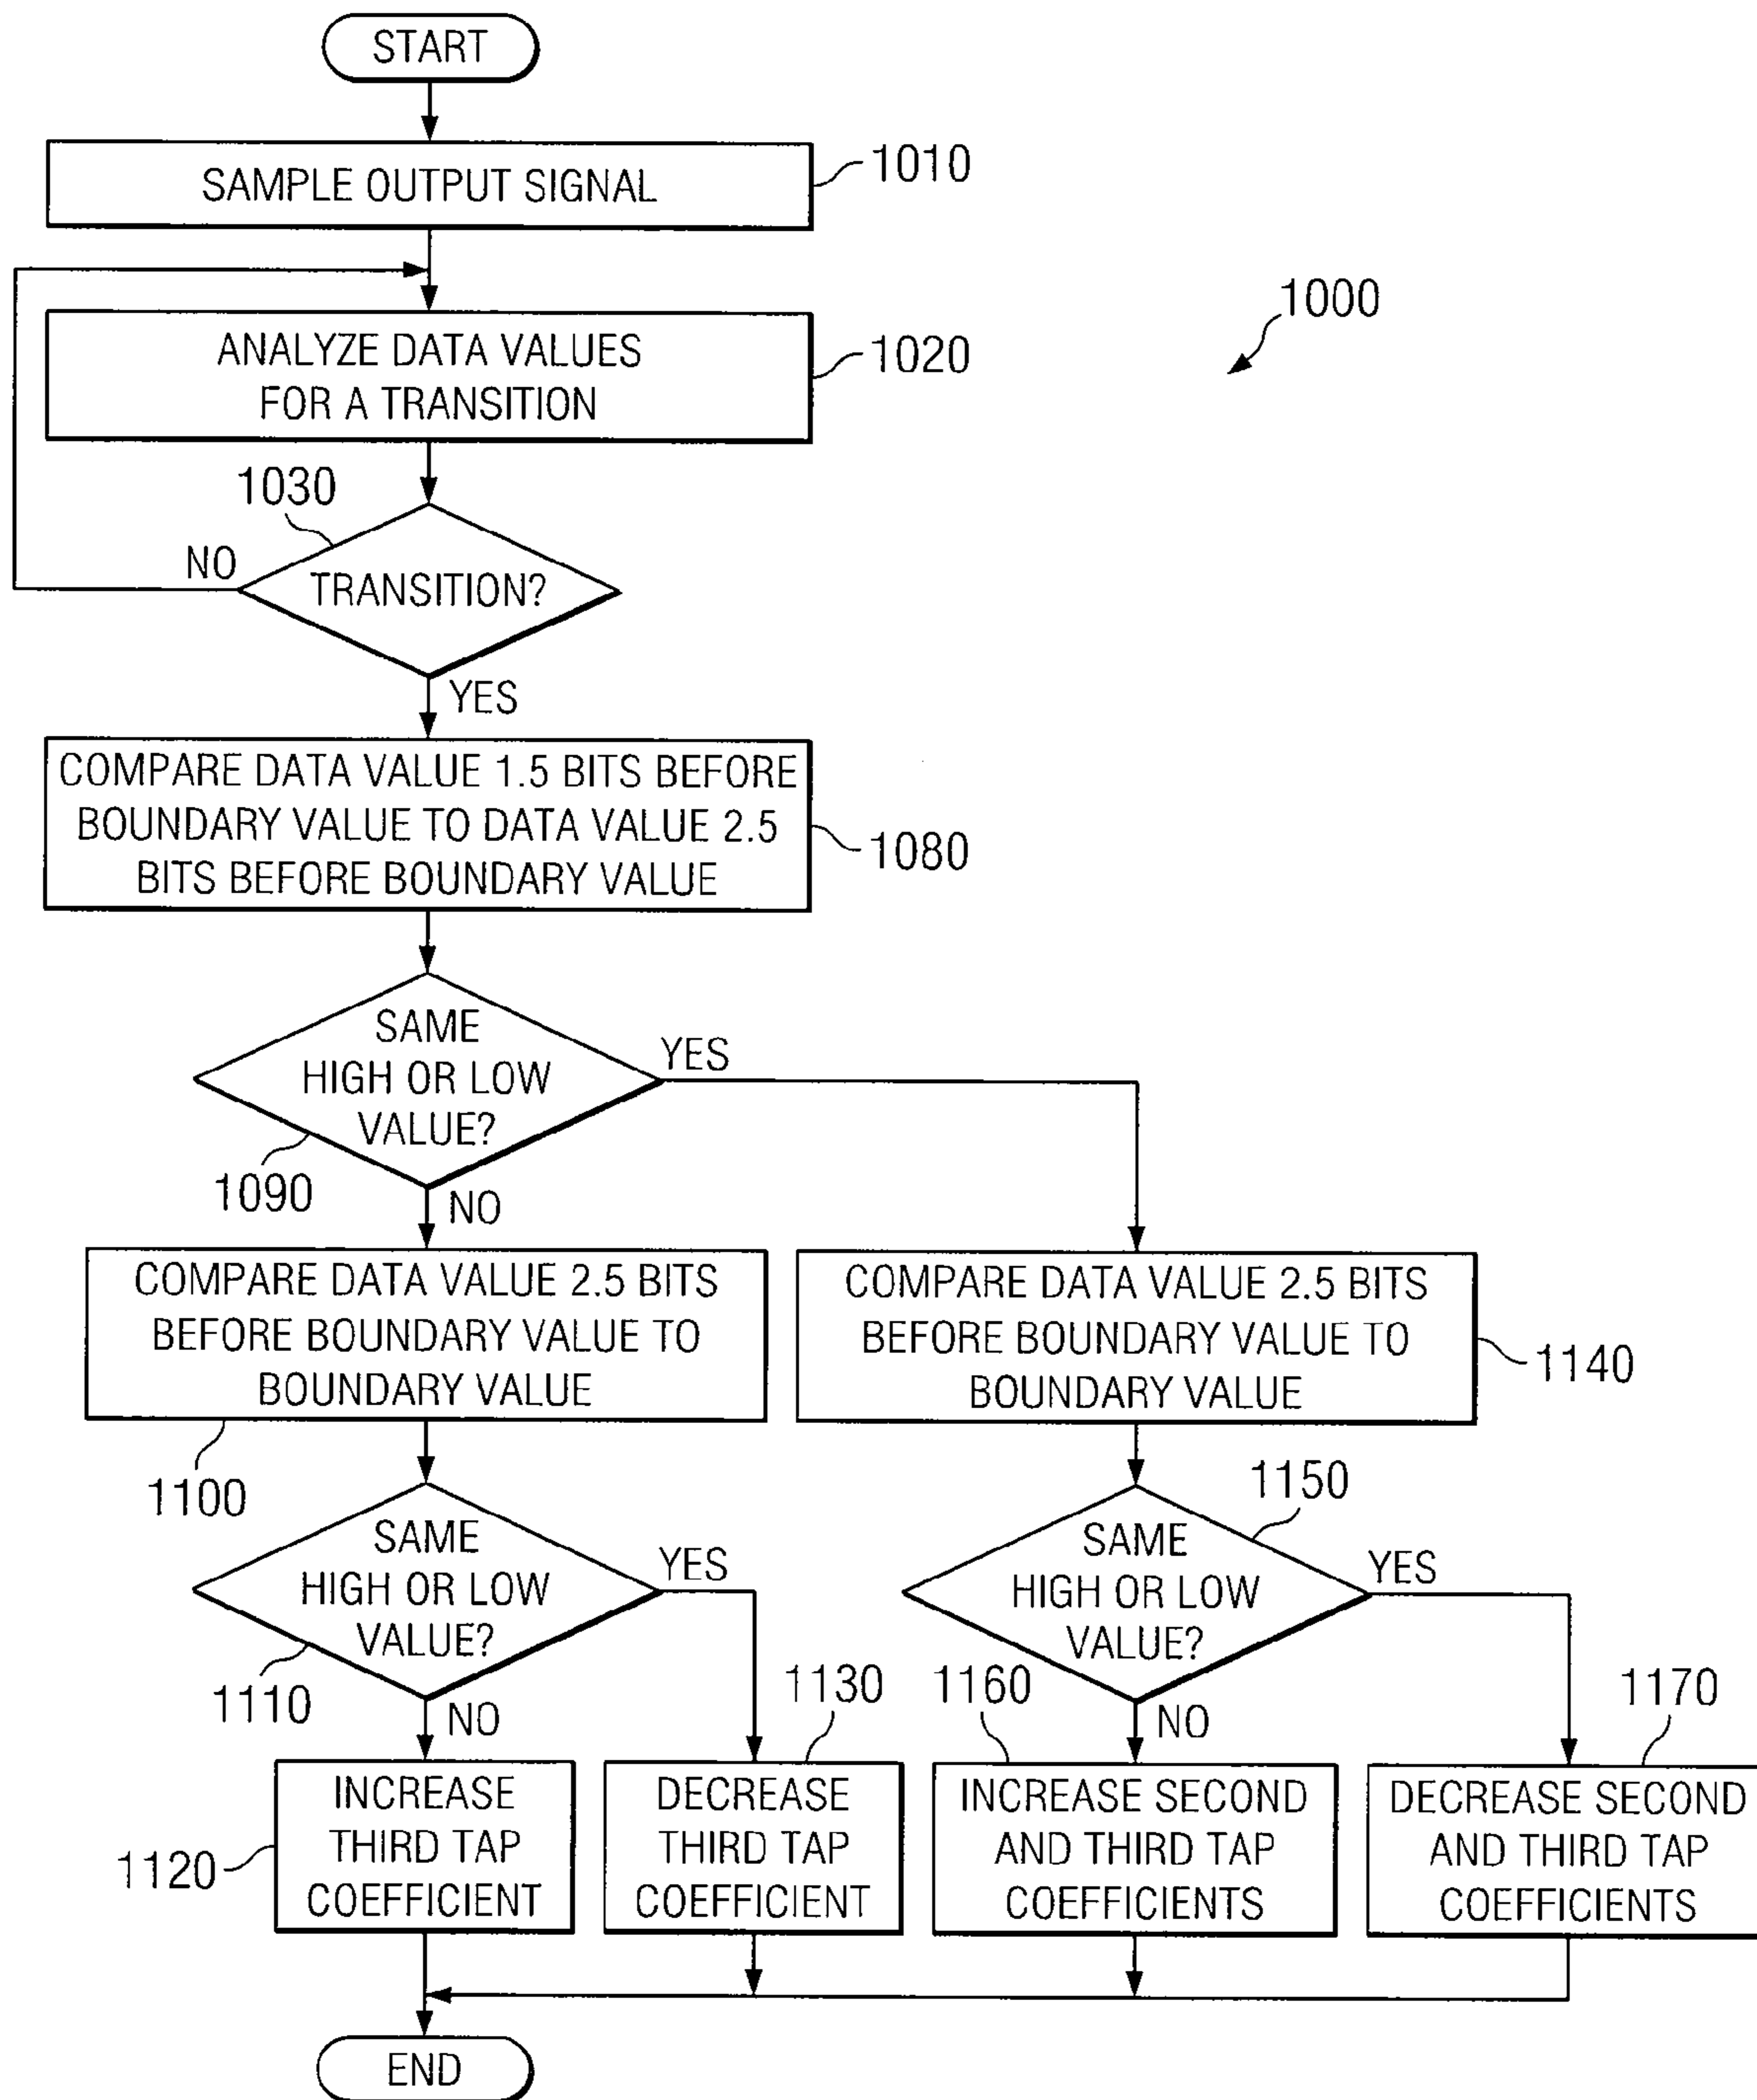 START
SAMPLE OUTPUT SIGNAL
1010
1000
ANALYZE DATA VALUES
FOR A TRANSITION
1020
1030
NO
TRANSITION?
YES
COMPARE DATA VALUE 1.5 BITS BEFORE
BOUNDARY VALUE TO DATA VALUE 2.5
BITS BEFORE BOUNDARY VALUE
1080
SAME
HIGH OR LOW
VALUE?
YES
1090
NO
COMPARE DATA VALUE 2.5 BITS
BEFORE BOUNDARY VALUE TO
BOUNDARY VALUE
1100
COMPARE DATA VALUE 2.5 BITS
BEFORE BOUNDARY VALUE TO
BOUNDARY VALUE
1140
SAME
HIGH OR LOW
VALUE?
YES
1110
NO
1150
SAME
HIGH OR LOW
VALUE?
YES
NO
1120
INCREASE
THIRD TAP
COEFFICIENT
1130
DECREASE
THIRD TAP
COEFFICIENT
1160
INCREASE SECOND
AND THIRD TAP
COEFFICIENTS
1170
DECREASE SECOND
AND THIRD TAP
COEFFICIENTS
END